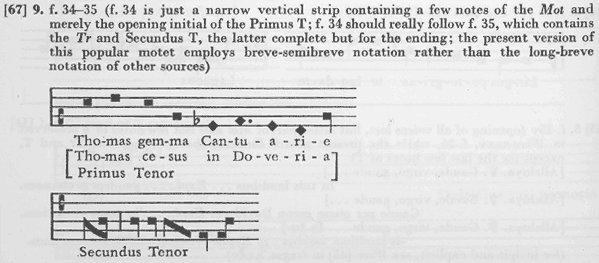 [67] 9. f. 34-35 (f. 34 is just a narrow vertical strip containing a few notes of the Mot and
merely the opening initial of the Primus T; f. 34 should really follow f. 35, which contains
the Tr and Secundus T, the latter complete but for the ending; the present version of
this popular motet employs breve-semibreve notation rather than the long-breve
notation of other sources)
Tho-mas gem-ma Can-tu - a - ri - e
[Tho-mas ce-sus in Do-ve-ri-a]
Primus Tenor
Secundus Tenor